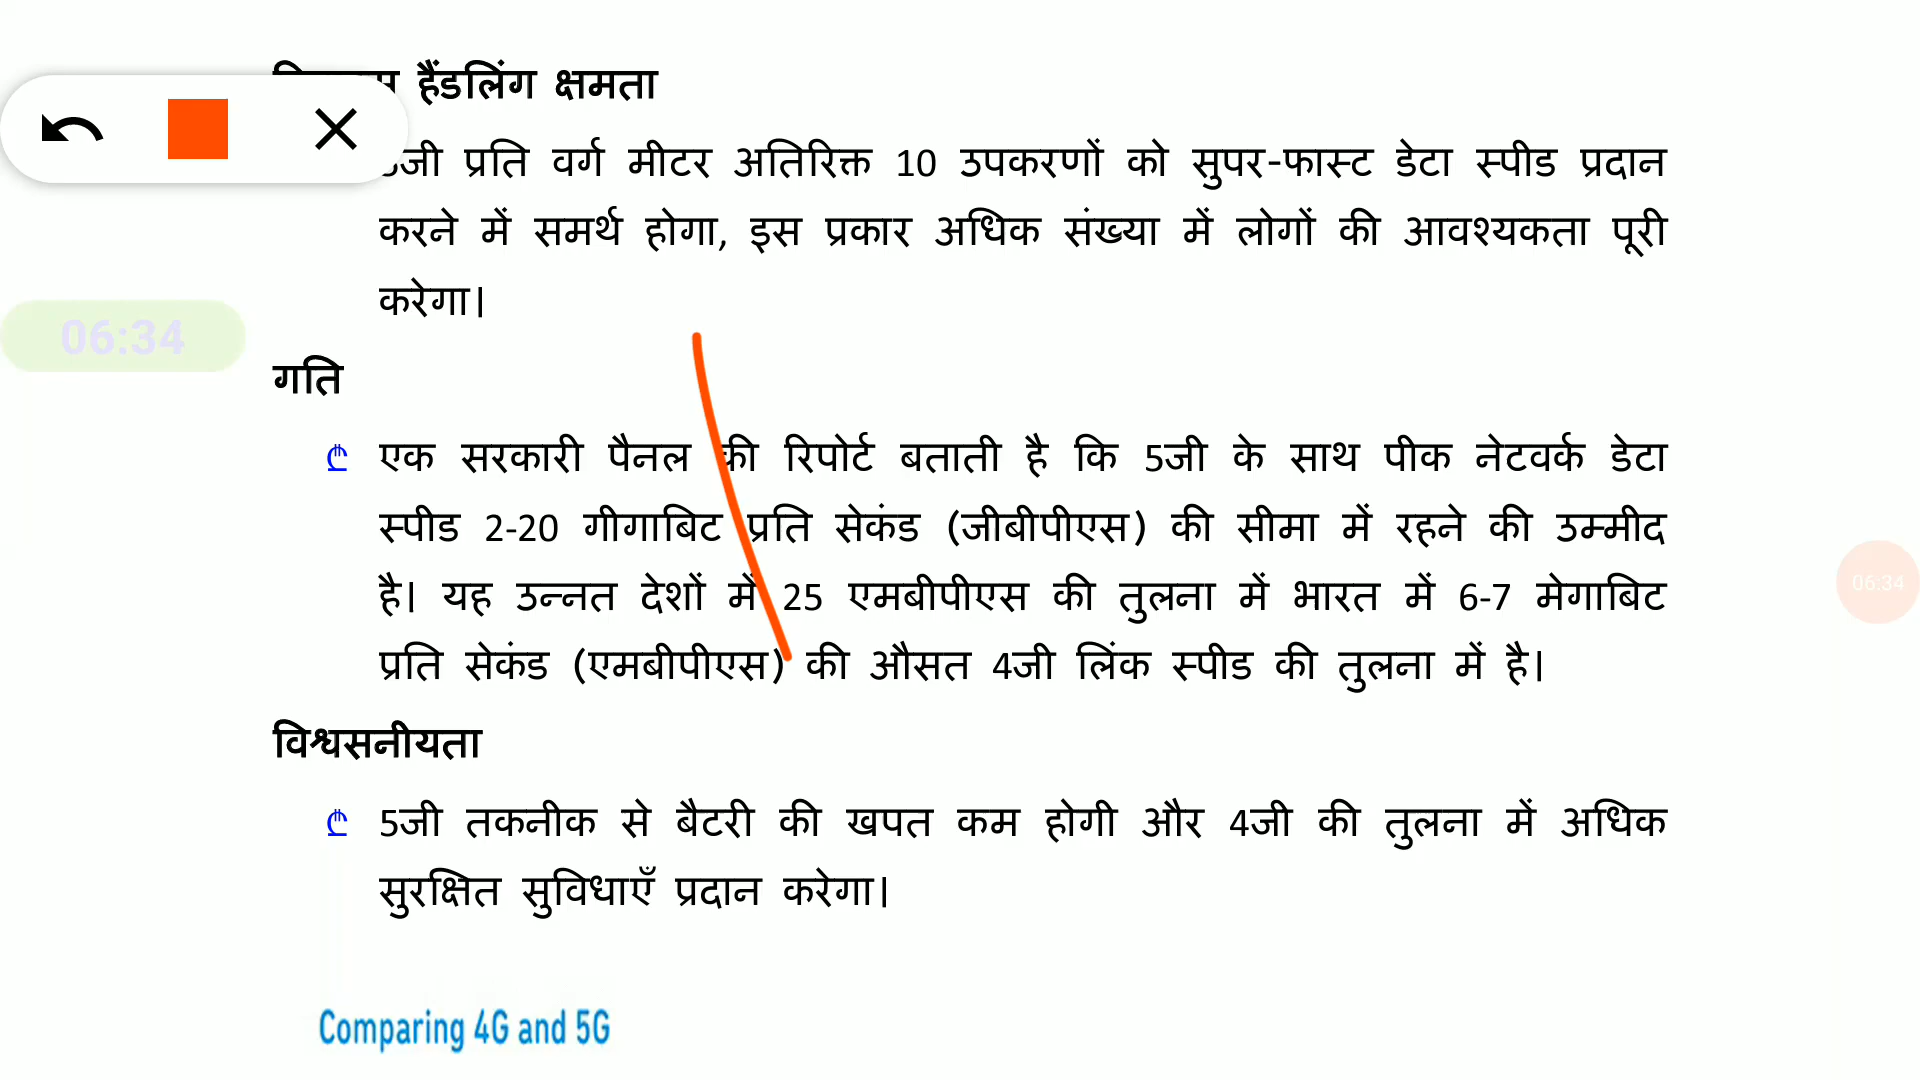 हैंडलिंग क्षमता
प्रति वर्ग मीटर अतिरिक्त 10 उपकरणों को सुपर-फास्ट डेटा स्पीड प्रदान
करने में समर्थ होगा, इस प्रकार अधिक संख्या में लोगों की आवश्यकता पूरी
करेगा।
06:34
गति
एक सरकारी पैनल की रिपोर्ट बताती है कि 5जी के साथ पीक नेटवर्क डेटा
स्पीड 2-20 गीगाबिट प्रति सेकंड (जीबीपीएस) की सीमा में रहने की उम्मीद
06:34
है। यह उन्नत देशों में 25 एमबीपीएस की तुलना में भारत में 6-7 मेगाबिट
प्रति सेकंड (एमबीपीएस) की औसत 4जी लिंक स्पीड की तुलना में है।
विश्वसनीयता
5जी तकनीक से बैटरी की खपत कम होगी और 4जी की तुलना में अधिक
सुरक्षित सुविधाएँ प्रदान करेगा।
Comparing 4G and 5G